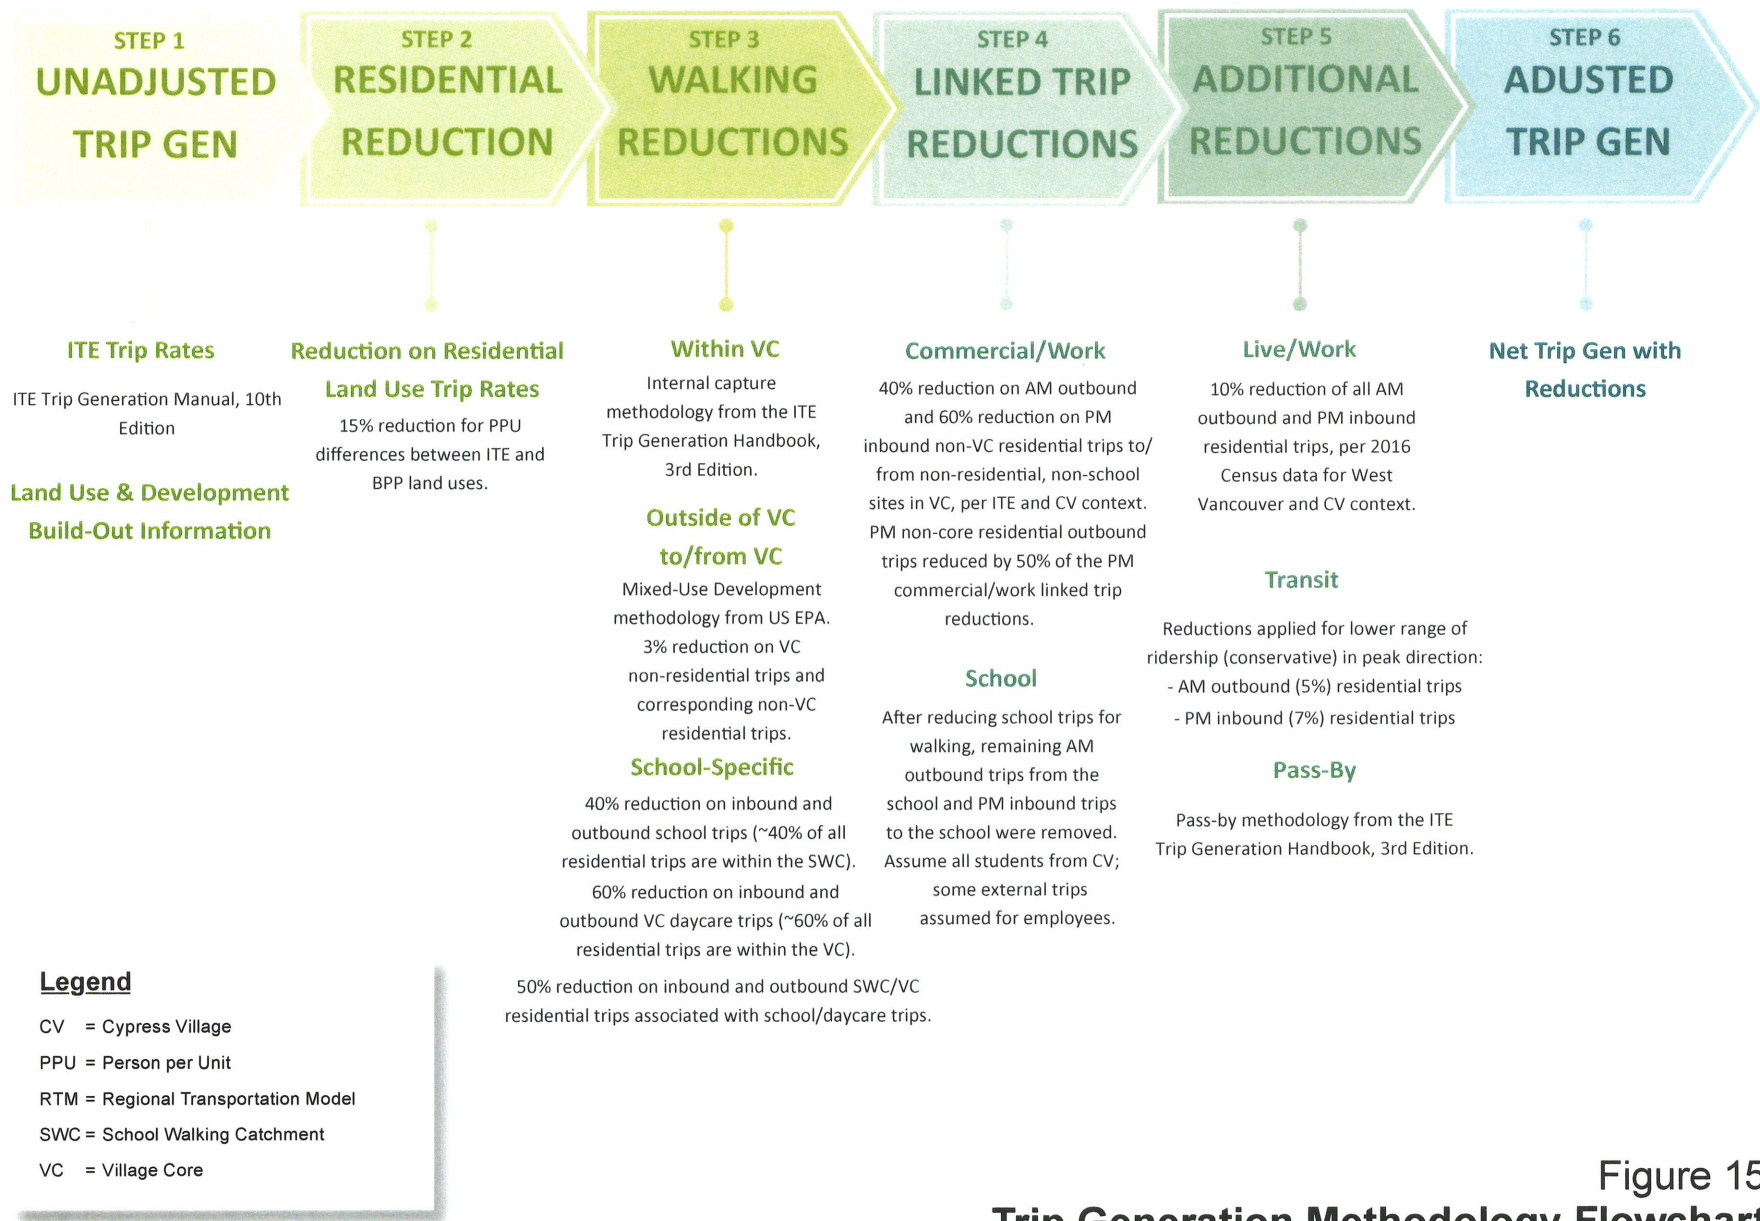 STEP 1
UNADJUSTED
TRIP GEN
STEP 2
RESIDENTIAL
REDUCTION
STEP 3
WALKING
REDUCTIONS
STEP 4
LINKED TRIP
REDUCTIONS
STEP 5
ADDITIONAL
REDUCTIONS
STEP 6
ADUSTED
TRIP GEN
ITE Trip Rates
ITE Trip Generation Manual, 10th
Edition
Land Use & Development
Build-Out Information
Reduction on Residential
Land Use Trip Rates
15% reduction for PPU
differences between ITE and
BPP land uses.
Within VC
Internal capture
methodology from the ITE
Trip Generation Handbook,
3rd Edition.
Outside of VC
to/from VC
Mixed-Use Development
methodology from US EPA.
3% reduction on VC
non-residential trips and
corresponding non-VC
residential trips.
School-Specific
40% reduction on inbound and
outbound school trips (~40% of all
residential trips are within the SWC).
60% reduction on inbound and
outbound VC daycare trips (~60% of all
residential trips are within the VC).
50% reduction on inbound and outbound SWC/VC
residential trips associated with school/daycare trips.
Commercial/Work
40% reduction on AM outbound
and 60% reduction on PM
inbound non-VC residential trips to/
from non-residential, non-school
sites in VC, per ITE and CV context.
PM non-core residential outbound
trips reduced by 50% of the PM
commercial/work linked trip
reductions.
School
After reducing school trips for
walking, remaining AM
outbound trips from the
school and PM inbound trips
to the school were removed.
Assume all students from CV;
some external trips
assumed for employees.
Live/Work
10% reduction of all AM
outbound and PM inbound
residential trips, per 2016
Census data for West
Vancouver and CV context.
Transit
Reductions applied for lower range of
ridership (conservative) in peak direction:
- AM outbound (5%) residential trips
- PM inbound (7%) residential trips
Pass-By
Pass-by methodology from the ITE
Trip Generation Handbook, 3rd Edition.
Net Trip Gen with
Reductions
Legend
CV = Cypress Village
PPU = Person per Unit
RTM = Regional Transportation Model
SWC = School Walking Catchment
VC = Village Core
Figure 15
Trip Generation Methodology Flowchart